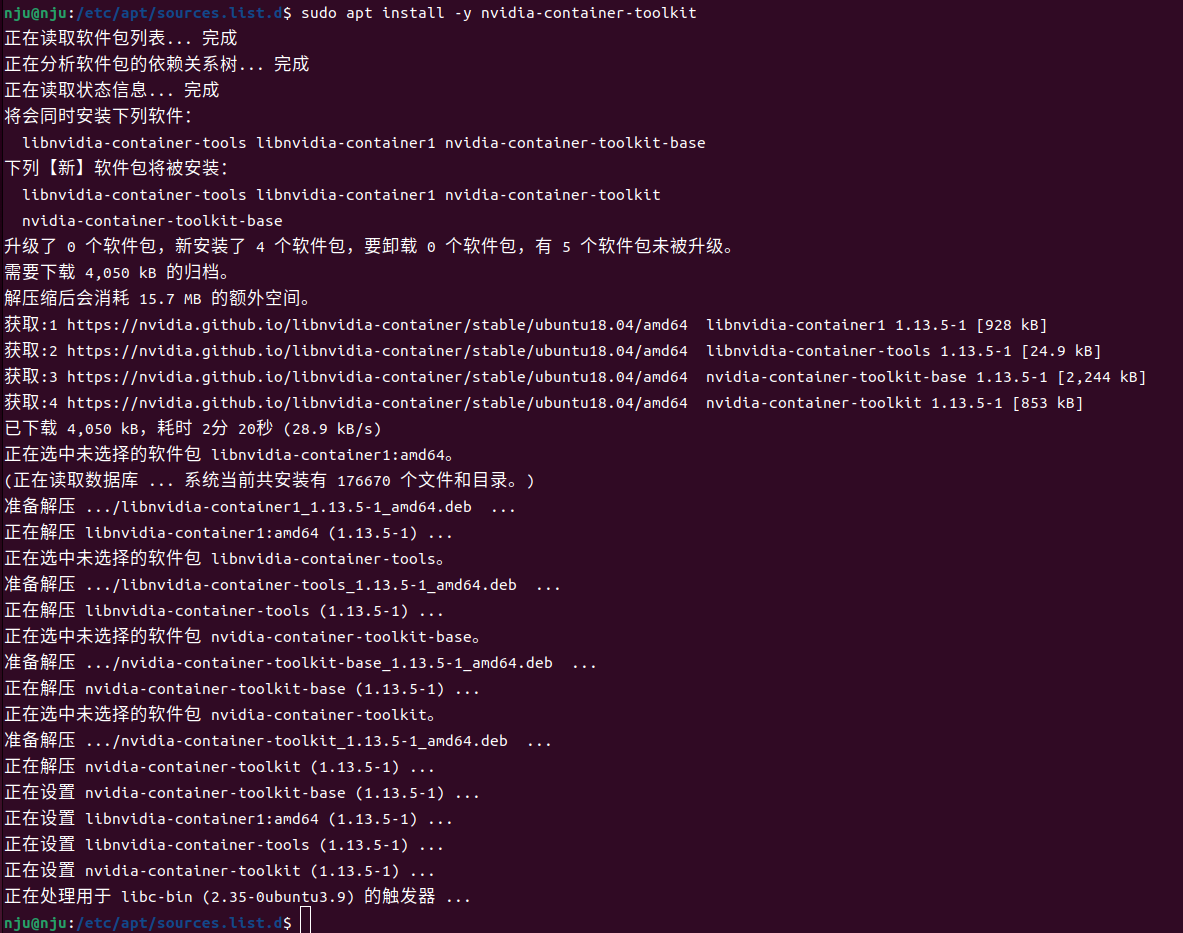 nju@nju:/etc/apt/sources.list.d$ sudo apt install -y nvidia-container-toolkit
正在读取软件包列表... 完成
正在分析软件包的依赖关系树... 完成
正在读取状态信息... 完成
将会同时安装下列软件：
  libnvidia-container-tools libnvidia-container1 nvidia-container-toolkit-base
下列【新】软件包将被安装：
  libnvidia-container-tools libnvidia-container1 nvidia-container-toolkit
  nvidia-container-toolkit-base
升级了 0 个软件包，新安装了 4 个软件包，要卸载 0 个软件包，有 5 个软件包未被升级。
需要下载 4,050 kB 的归档。
解压缩后会消耗 15.7 MB 的额外空间。
获取:1 https://nvidia.github.io/libnvidia-container/stable/ubuntu18.04/amd64  libnvidia-container1 1.13.5-1 [928 kB]
获取:2 https://nvidia.github.io/libnvidia-container/stable/ubuntu18.04/amd64  libnvidia-container-tools 1.13.5-1 [24.9 kB]
获取:3 https://nvidia.github.io/libnvidia-container/stable/ubuntu18.04/amd64  nvidia-container-toolkit-base 1.13.5-1 [2,244 kB]
获取:4 https://nvidia.github.io/libnvidia-container/stable/ubuntu18.04/amd64  nvidia-container-toolkit 1.13.5-1 [853 kB]
已下载 4,050 kB，耗时 2分 20秒 (28.9 kB/s)
正在选中未选择的软件包 libnvidia-container1:amd64。
(正在读取数据库 ... 系统当前共安装有 176670 个文件和目录。)
准备解压 .../libnvidia-container1_1.13.5-1_amd64.deb  ...
正在解压 libnvidia-container1:amd64 (1.13.5-1) ...
正在选中未选择的软件包 libnvidia-container-tools。
准备解压 .../libnvidia-container-tools_1.13.5-1_amd64.deb  ...
正在解压 libnvidia-container-tools (1.13.5-1) ...
正在选中未选择的软件包 nvidia-container-toolkit-base。
准备解压 .../nvidia-container-toolkit-base_1.13.5-1_amd64.deb  ...
正在解压 nvidia-container-toolkit-base (1.13.5-1) ...
正在选中未选择的软件包 nvidia-container-toolkit。
准备解压 .../nvidia-container-toolkit_1.13.5-1_amd64.deb  ...
正在解压 nvidia-container-toolkit (1.13.5-1) ...
正在设置 nvidia-container-toolkit-base (1.13.5-1) ...
正在设置 libnvidia-container1:amd64 (1.13.5-1) ...
正在设置 libnvidia-container-tools (1.13.5-1) ...
正在设置 nvidia-container-toolkit (1.13.5-1) ...
正在处理用于 libc-bin (2.35-0ubuntu3.9) 的触发器 ...
nju@nju:/etc/apt/sources.list.d$